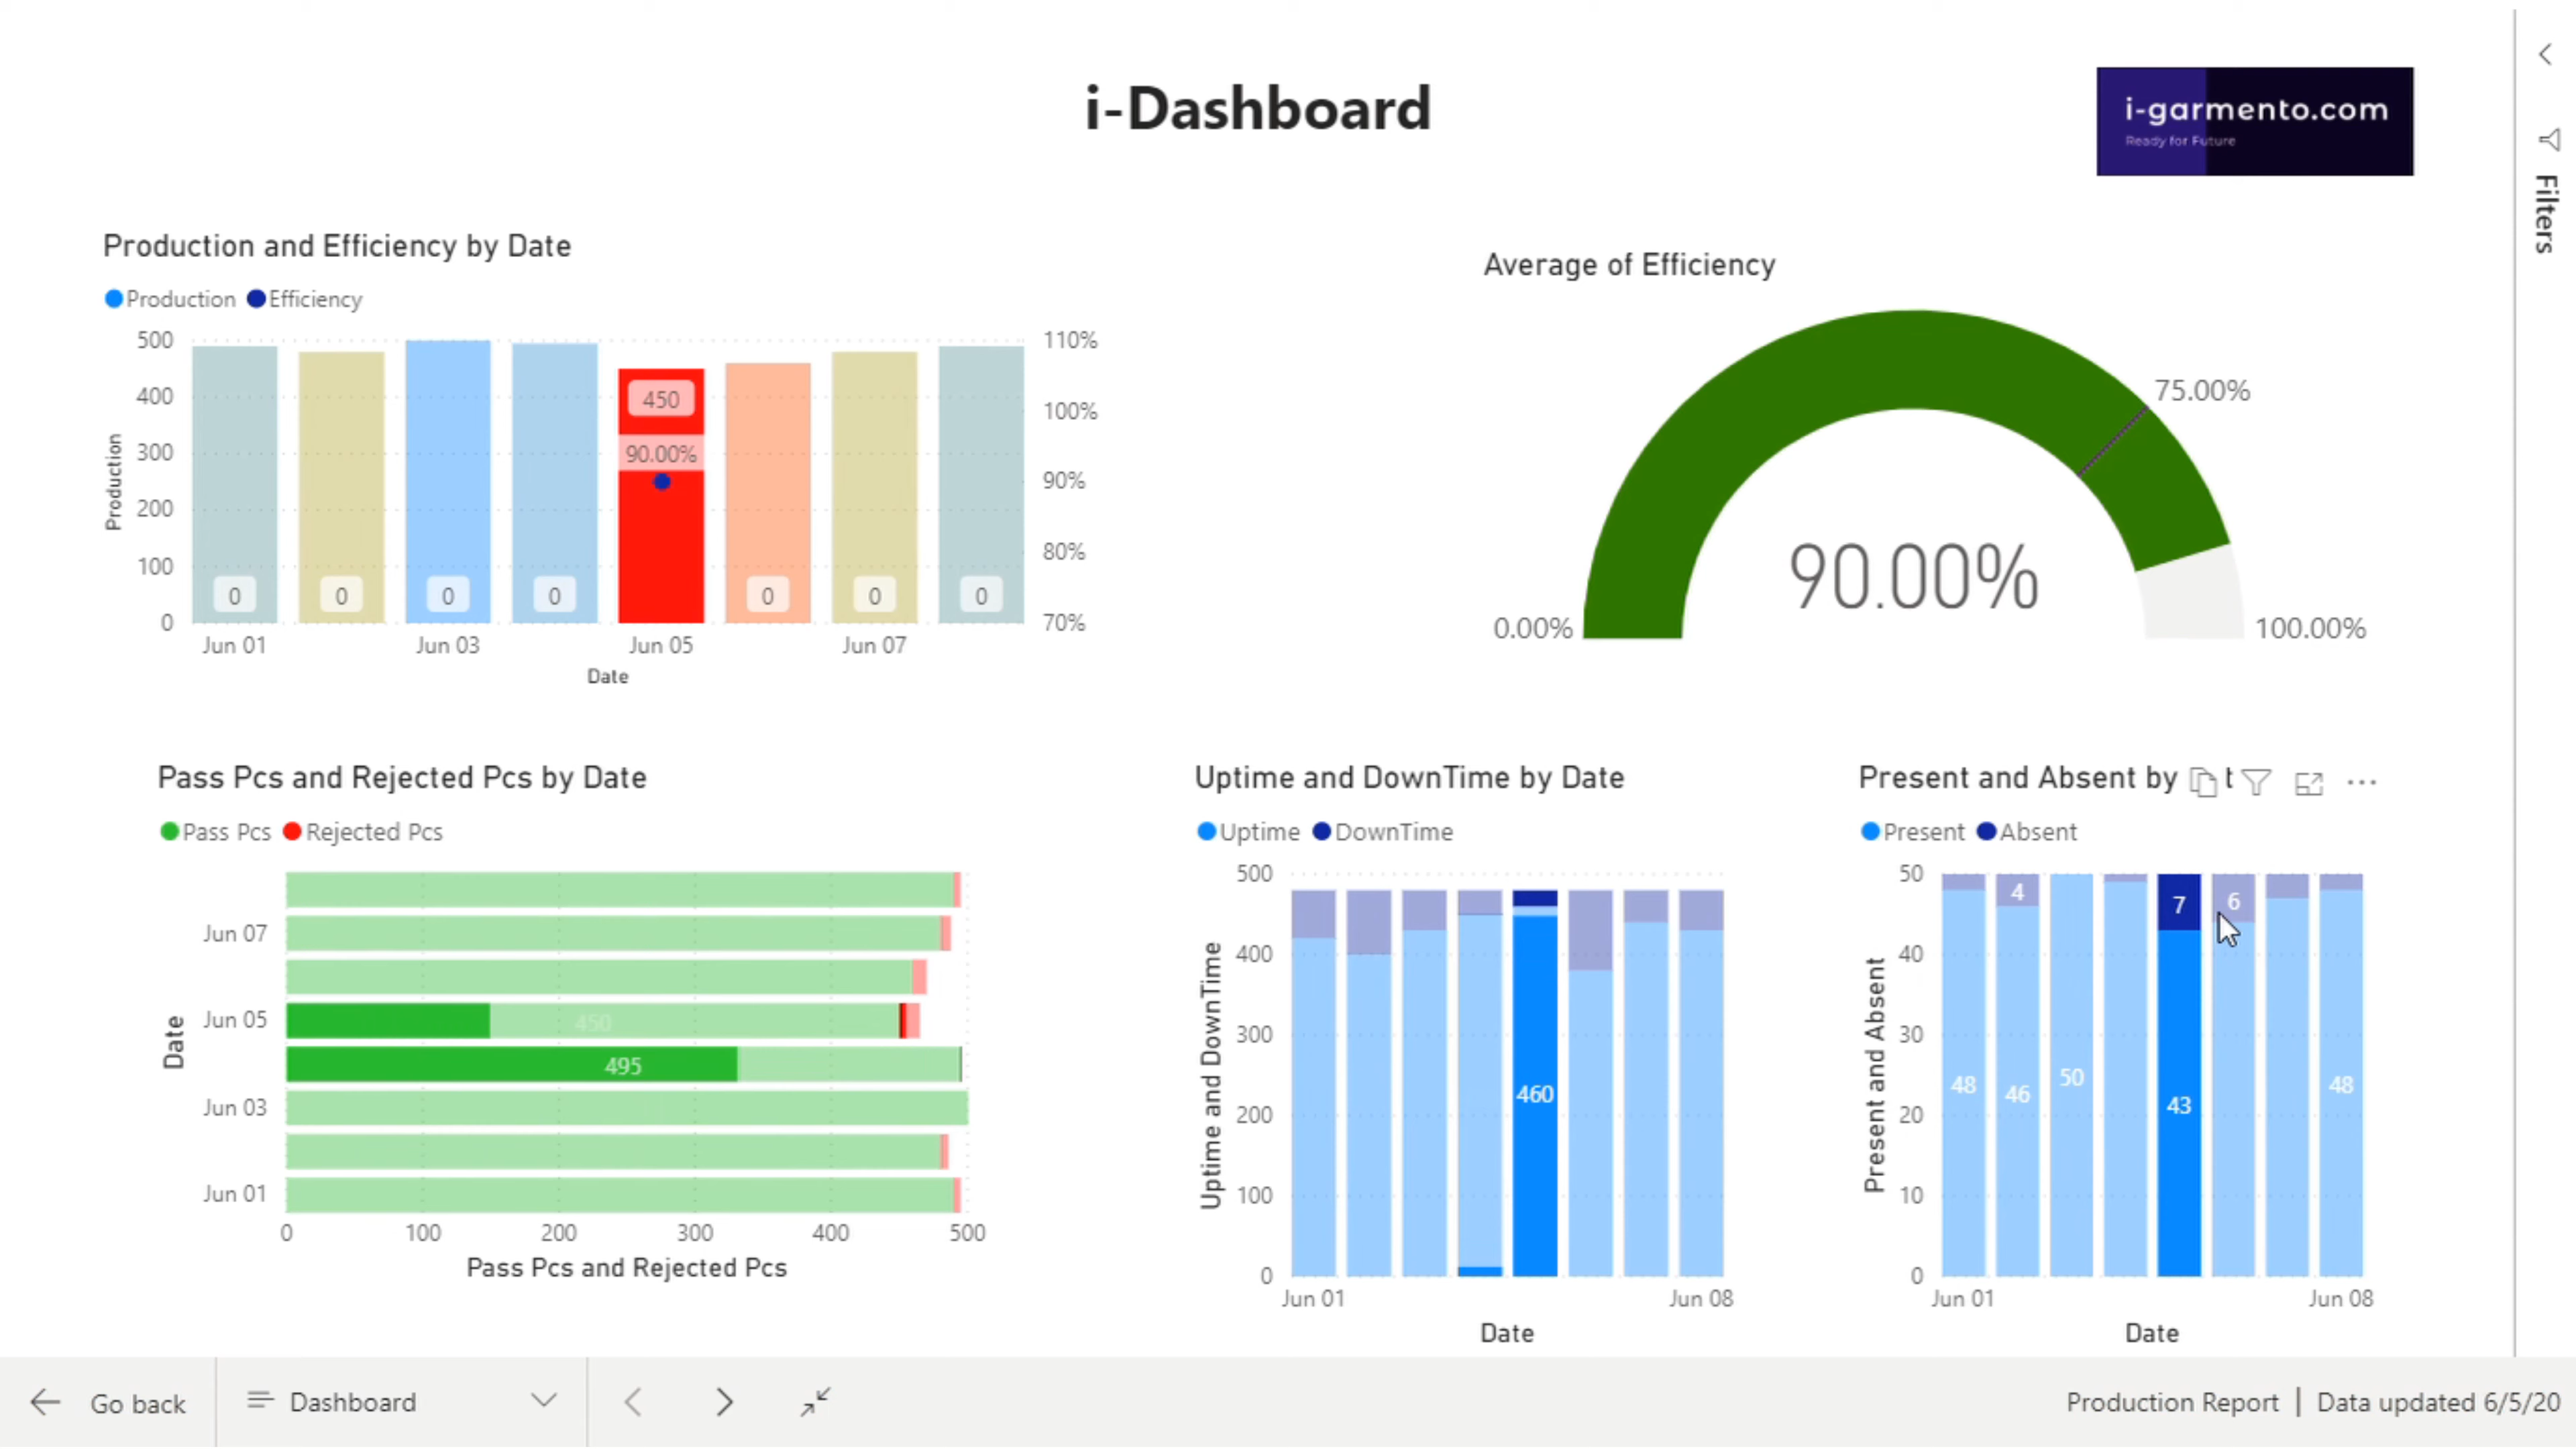 i-Dashboard
i-garmento.com
Ready for Future
Filters
Production and Efficiency by Date
Production Efficiency
Production
500
400
300
200
100
0
110%
100%
90%
80%
70%
450
90.00%
0 0 0 0 0 0 0
Jun 01 Jun 03 Jun 05 Jun 07
Date
Average of Efficiency
75.00%
90.00%
0.00%
100.00%
Pass Pcs and Rejected Pcs by Date
Pass Pcs Rejected Pcs
Date
Jun 07
Jun 05
450
495
Jun 03
Jun 01
0 100 200 300 400 500
Pass Pcs and Rejected Pcs
Uptime and DownTime by Date
Uptime DownTime
Uptime and DownTime
500
400
300
200
100
0
460
Jun 01 Jun 08
Date
Present and Absent by t
Present Absent
Present and Absent
50
40
30
20
10
0
4 7 6
48 46 50 43 48
Jun 01 Jun 08
Date
Go back
Dashboard
Production Report | Data updated 6/5/20